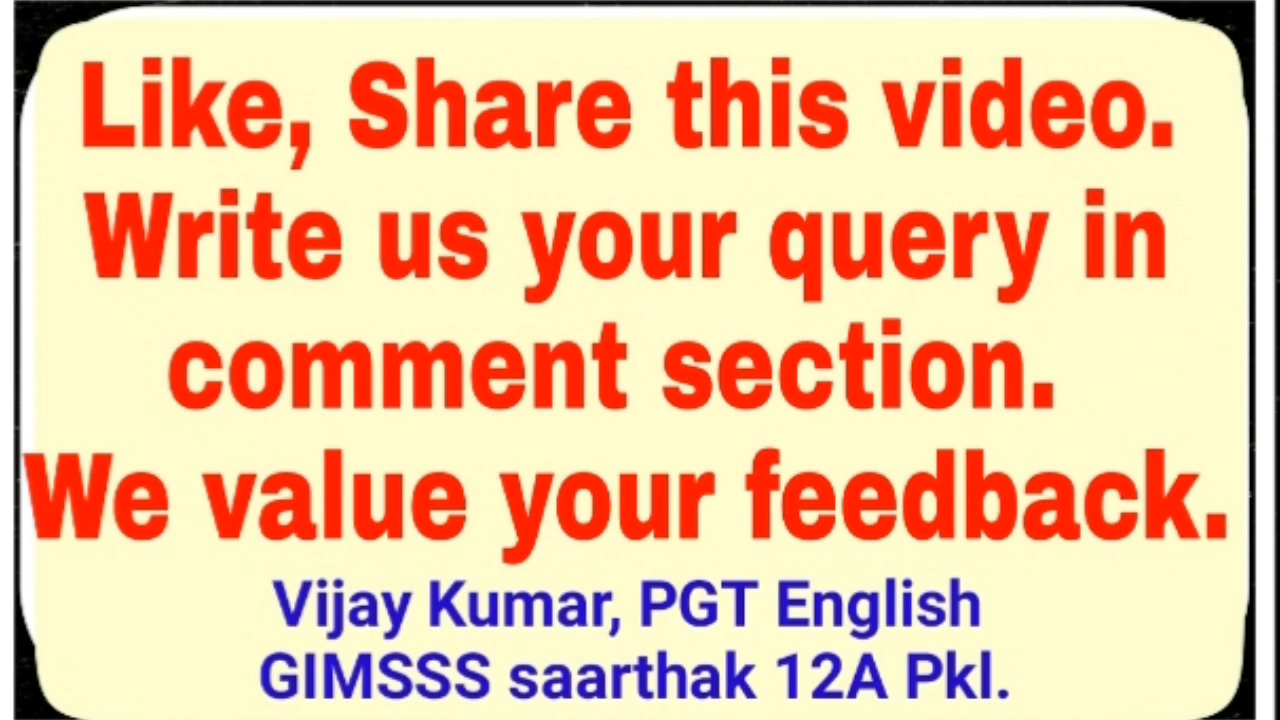 Like, Share this video.
Write us your query in
comment section.
We value your feedback.
Vijay Kumar, PGT English
GIMSSS saarthak 12A Pkl.